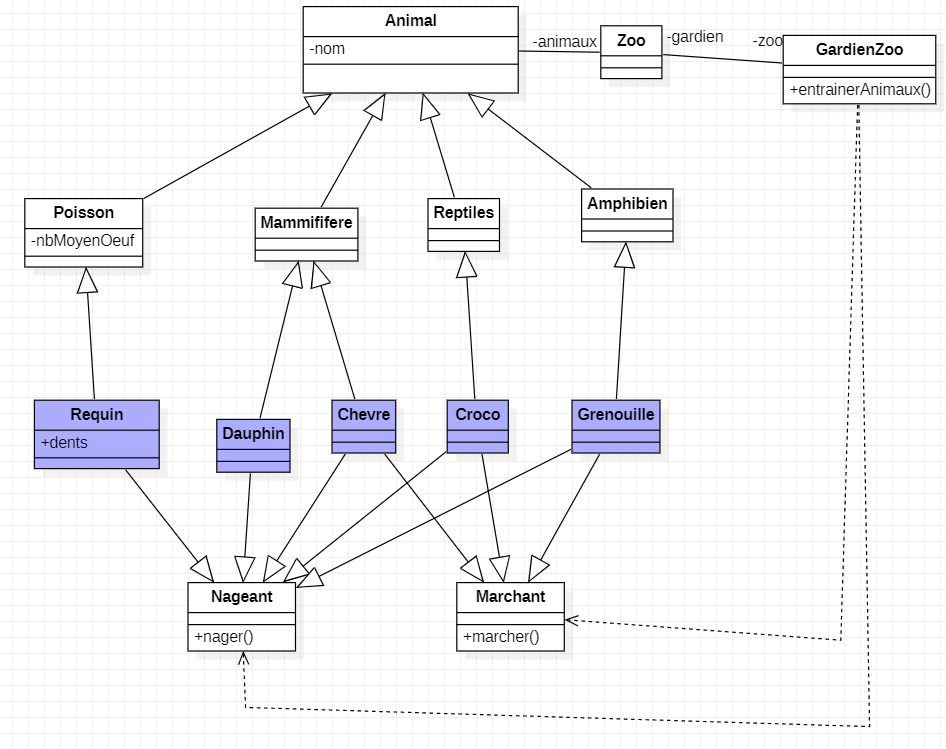 Animal
-nom
-animaux
Zoo
-gardien
-zoo
GardienZoo
+entrainerAnimaux()
Poisson
-nbMoyenOeuf
Mammififere
Reptiles
Amphibien
Requin
+dents
Dauphin
Chevre
Croco
Grenouille
Nageant
+nager()
Marchant
+marcher()